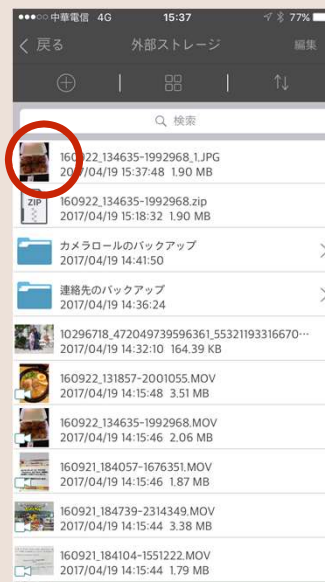 中華電信 4G 15:37 77%
戻る 外部ストレージ 編集
検索
160922_134635-1992968_1.JPG
2017/04/19 15:37:48 1.90 MB
ZIP
160922_134635-1992968.zip
2017/04/19 15:18:32 1.90 MB
カメラロールのバックアップ
2017/04/19 14:41:50
連絡先のバックアップ
2017/04/19 14:36:24
10296718_472049739596361_55321193316670…
2017/04/19 14:32:10 164.39 KB
160922_131857-2001055.MOV
2017/04/19 14:15:48 3.51 MB
160922_134635-1992968.MOV
2017/04/19 14:15:46 2.06 MB
160921_184057-1676351.MOV
2017/04/19 14:15:46 1.87 MB
160921_184739-2314349.MOV
2017/04/19 14:15:44 3.38 MB
160921_184104-1551222.MOV
2017/04/19 14:15:44 1.79 MB